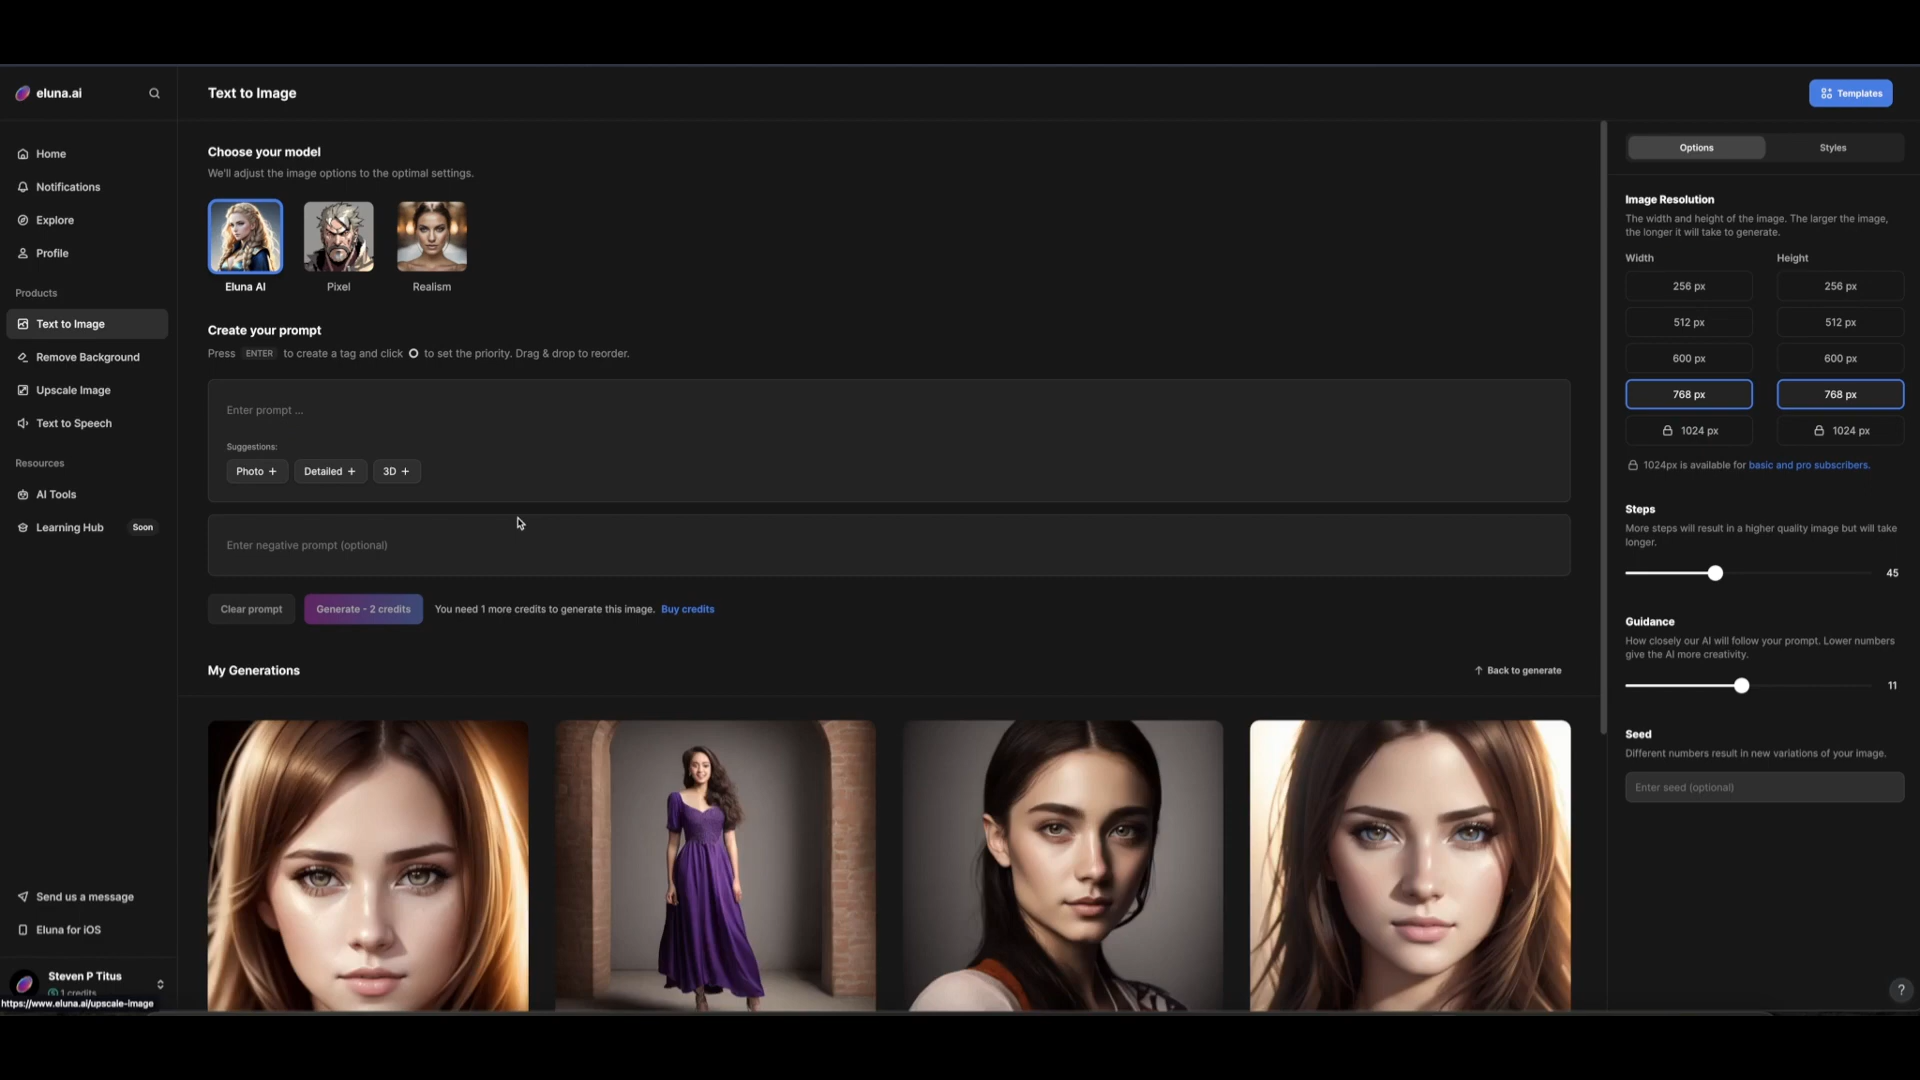 eluna.ai
Home
Notifications
Explore
Profile
Products
Text to Image
Remove Background
Upscale Image
Text to Speech
Resources
AI Tools
Learning Hub Soon
Send us a message
Eluna for iOS
Steven P Titus
1 credits
https://www.eluna.ai/upscale-image
Text to Image
Templates
Choose your model
We'll adjust the image options to the optimal settings.
Eluna AI
Pixel
Realism
Create your prompt
Press ENTER to create a tag and click to set the priority. Drag & drop to reorder.
Enter prompt ...
Suggestions:
Photo + Detailed + 3D +
Enter negative prompt (optional)
Clear prompt
Generate - 2 credits
You need 1 more credits to generate this image. Buy credits
My Generations
↑ Back to generate
Options
Styles
Image Resolution
The width and height of the image. The larger the image,
the longer it will take to generate.
Width Height
256 px 256 px
512 px 512 px
600 px 600 px
768 px 768 px
1024 px 1024 px
1024px is available for basic and pro subscribers.
Steps
More steps will result in a higher quality image but will take
longer.
45
Guidance
How closely our AI will follow your prompt. Lower numbers
give the AI more creativity.
11
Seed
Different numbers result in new variations of your image.
Enter seed (optional)
?